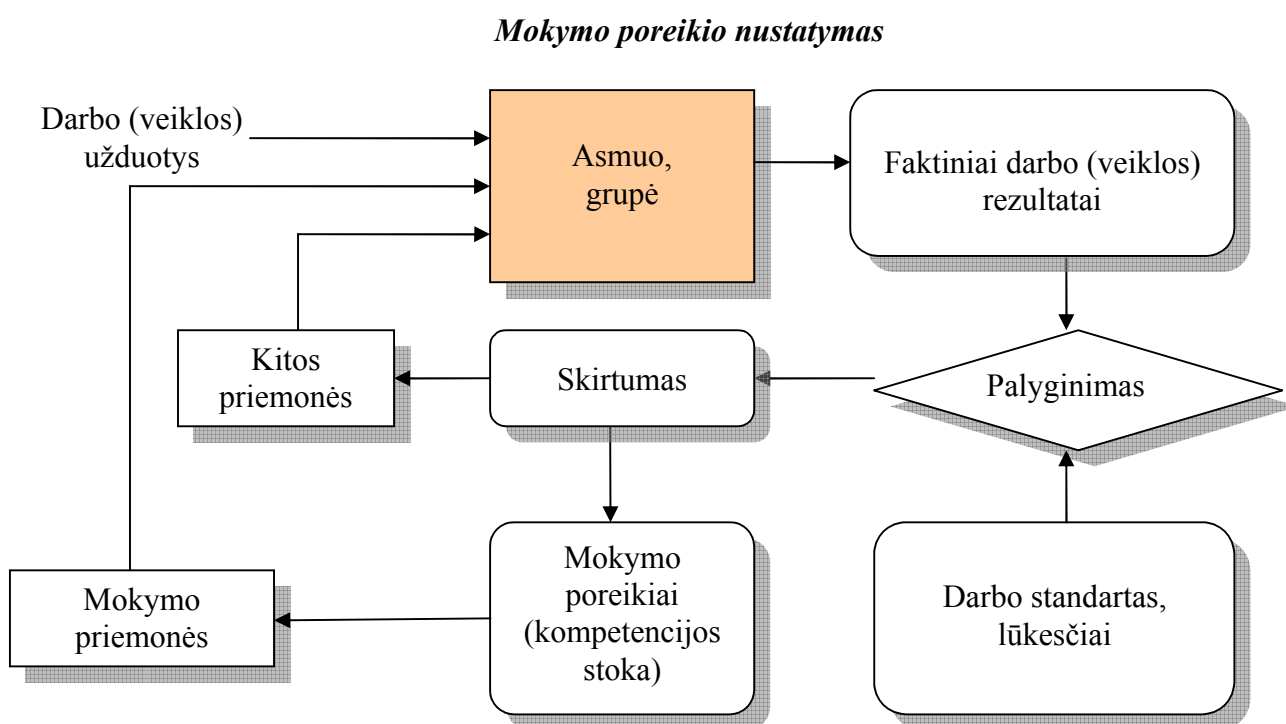 Mokymo poreikio nustatymas
Darbo (veiklos)
užduotys
Asmuo,
grupė
Faktiniai darbo (veiklos)
rezultatai
Kitos
priemonės
Skirtumas
Palyginimas
Mokymo
priemonės
Mokymo
poreikiai
(kompetencijos
stoka)
Darbo standartas,
lūkesčiai